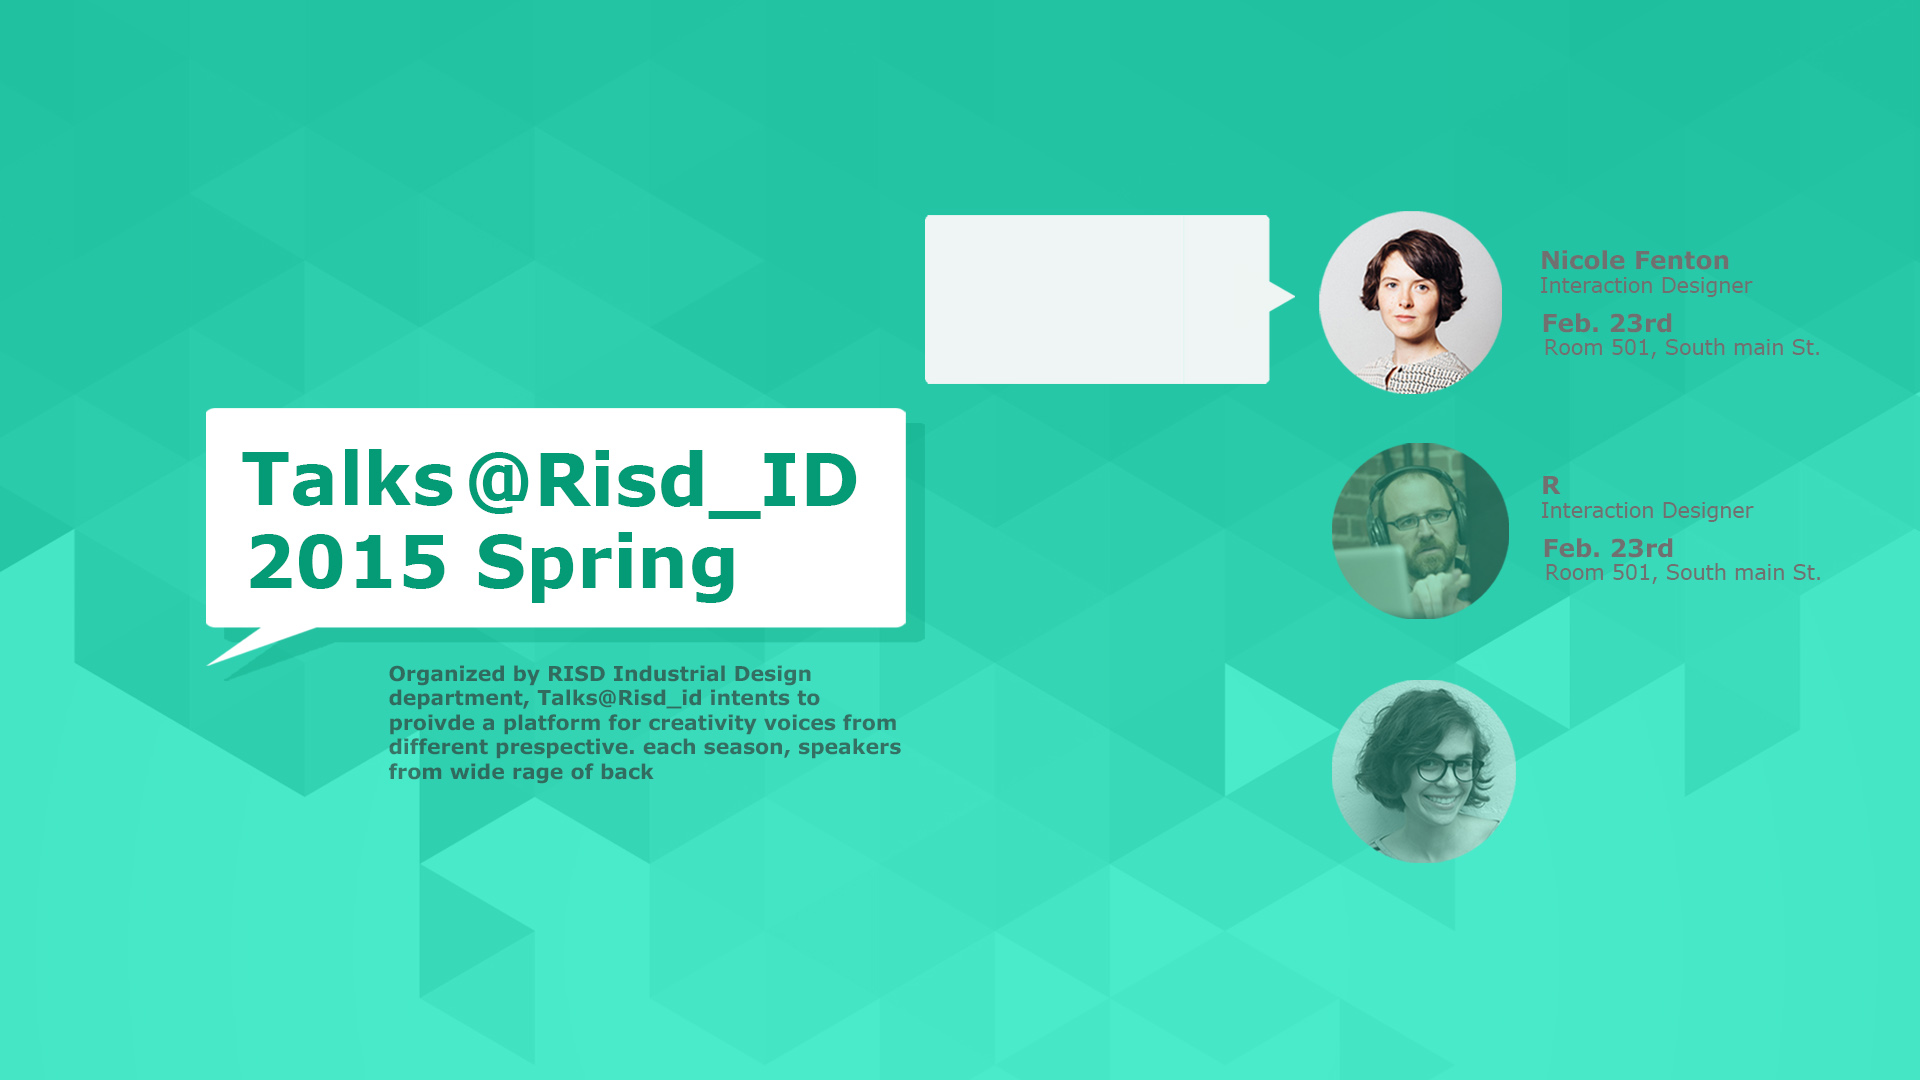 Talks @Risd_ID
2015 Spring
Organized by RISD Industrial Design
department, Talks@Risd_id intents to
proivde a platform for creativity voices from
different prespective. each season, speakers
from wide rage of back
Nicole Fenton
Interaction Designer
Feb. 23rd
Room 501, South main St.
R
Interaction Designer
Feb. 23rd
Room 501, South main St.